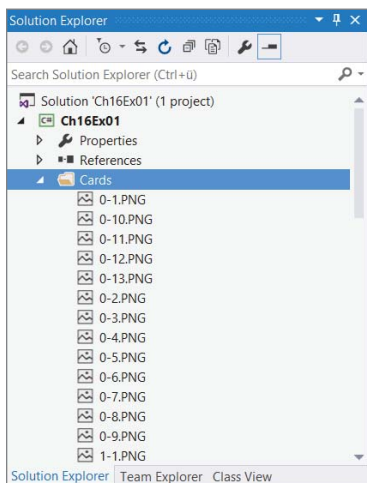 Solution Explorer
Search Solution Explorer (Ctrl+ü)
Solution 'Ch16Ex01' (1 project)
C# Ch16Ex01
Properties
References
Cards
0-1.PNG
0-10.PNG
0-11.PNG
0-12.PNG
0-13.PNG
0-2.PNG
0-3.PNG
0-4.PNG
0-5.PNG
0-6.PNG
0-7.PNG
0-8.PNG
0-9.PNG
1-1.PNG
Solution Explorer Team Explorer Class View